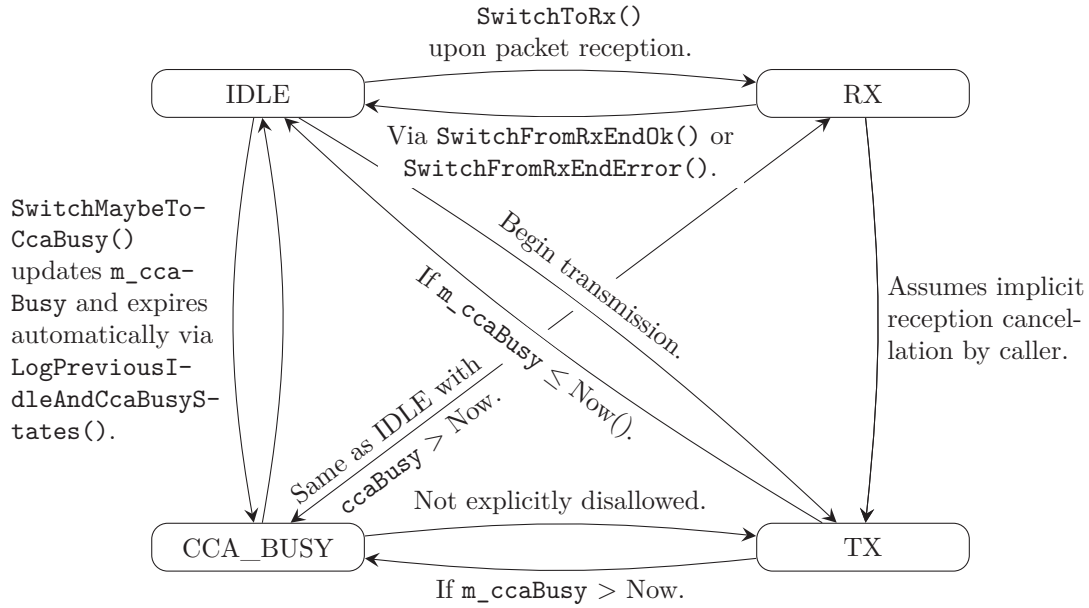 SwitchToRx()
upon packet reception.
IDLE
RX
Via SwitchFromRxEndOk() or
SwitchFromRxEndError().
SwitchMaybeTo-
CcaBusy()
updates m_cca-
Busy and expires
automatically via
LogPreviousI-
dleAndCcaBusyS-
tates().
Begin transmission.
If m_ccaBusy ≤ Now().
Assumes implicit
reception cancel-
lation by caller.
Same as IDLE with
ccaBusy > Now.
Not explicitly disallowed.
CCA_BUSY
TX
If m_ccaBusy > Now.